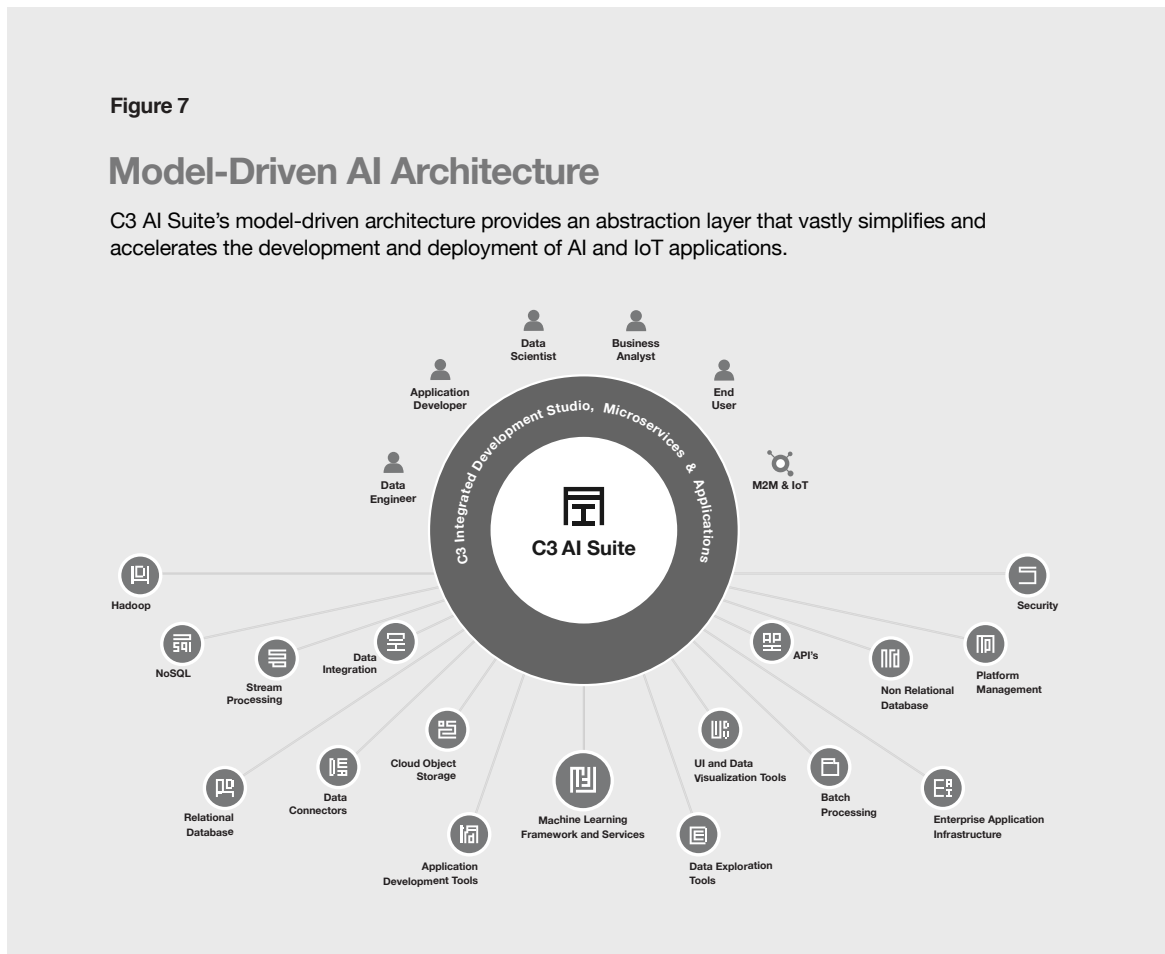 Figure 7
Model-Driven AI Architecture
C3 AI Suite's model-driven architecture provides an abstraction layer that vastly simplifies and
accelerates the development and deployment of AI and IoT applications.
Data
Scientist
Business
Analyst
Application
Developer
End
User
Data
Engineer
M2M & IoT
C3 Integrated Development Studio, Microservices & Applications
C3 AI Suite
Hadoop
Security
NoSQL
Stream
Processing
Data
Integration
API's
Non Relational
Database
Platform
Management
Relational
Database
Data
Connectors
Cloud Object
Storage
Application
Development Tools
Machine Learning
Framework and Services
UI and Data
Visualization Tools
Data Exploration
Tools
Batch
Processing
Enterprise Application
Infrastructure